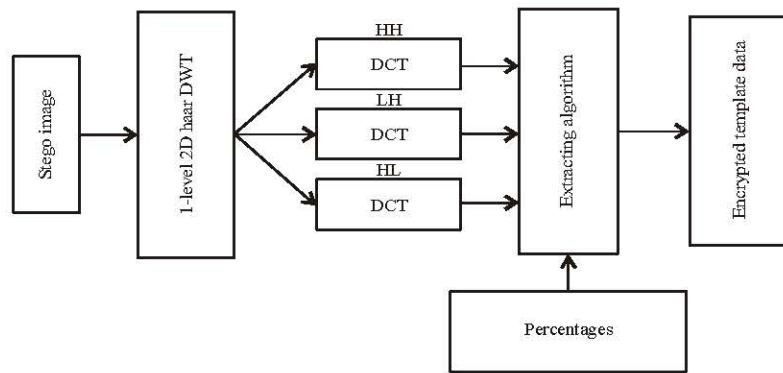 Stego image
1-level 2D haar DWT
HH
DCT
LH
DCT
HL
DCT
Extracting algorithm
Encrypted template data
Percentages